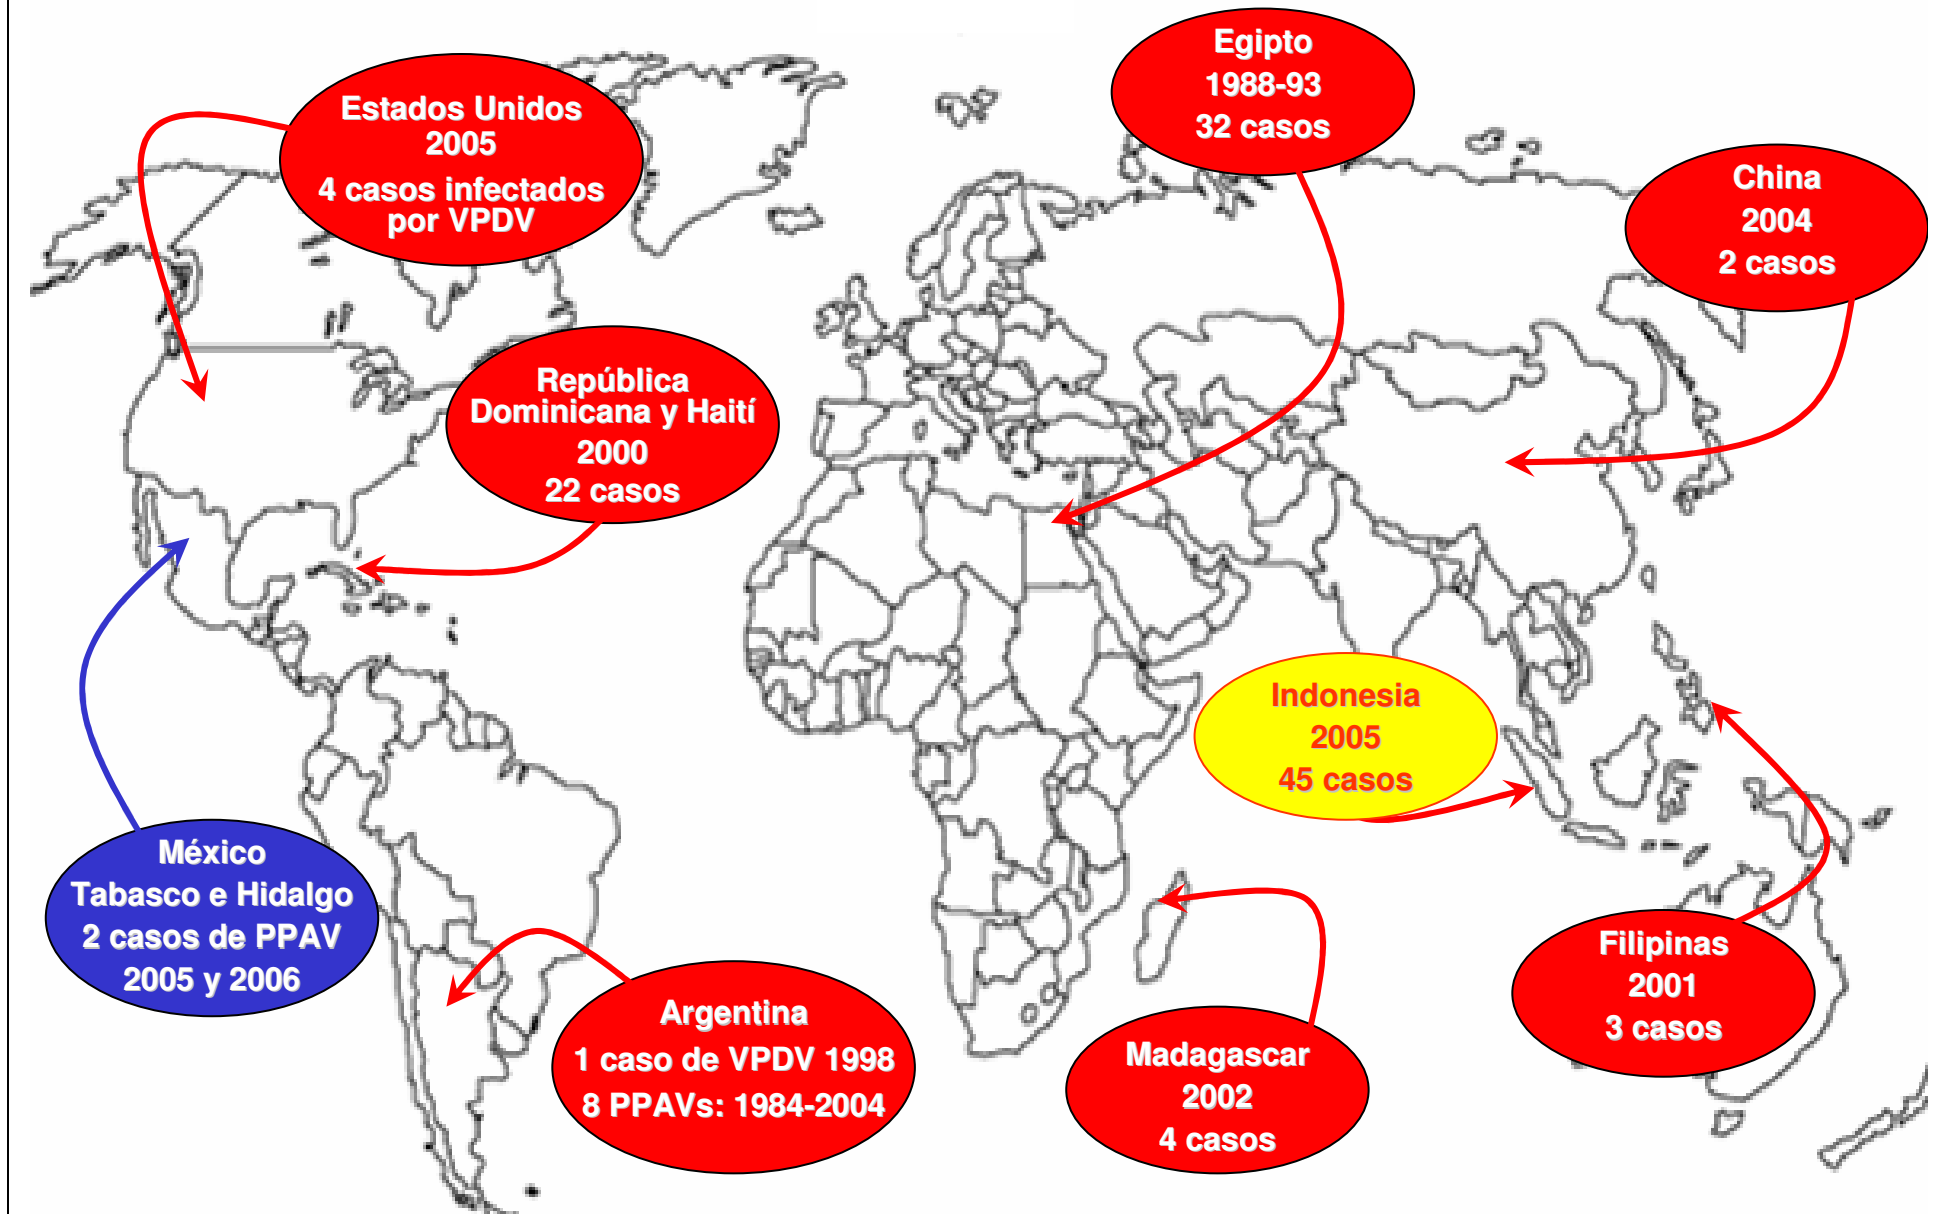 Egipto
1988-93
32 casos
Estados Unidos
2005
4 casos infectados
por VPDV
China
2004
2 casos
República
Dominicana y Haití
2000
22 casos
Indonesia
2005
45 casos
México
Tabasco e Hidalgo
2 casos de PPAV
2005 y 2006
Filipinas
2001
3 casos
Argentina
1 caso de VPDV 1998
8 PPAVs: 1984-2004
Madagascar
2002
4 casos